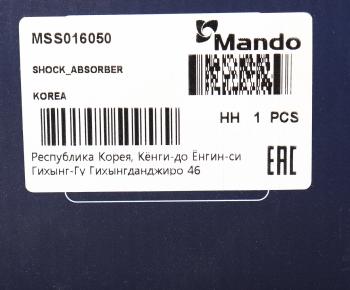 MSS016050
Mando
SHOCK_ABSORBER
KOREA
HH 1 PCS
Республика Корея, Кёнги-до Ёнгин-си
Гихынг-Гу Гихынгданджиро 46
EAC